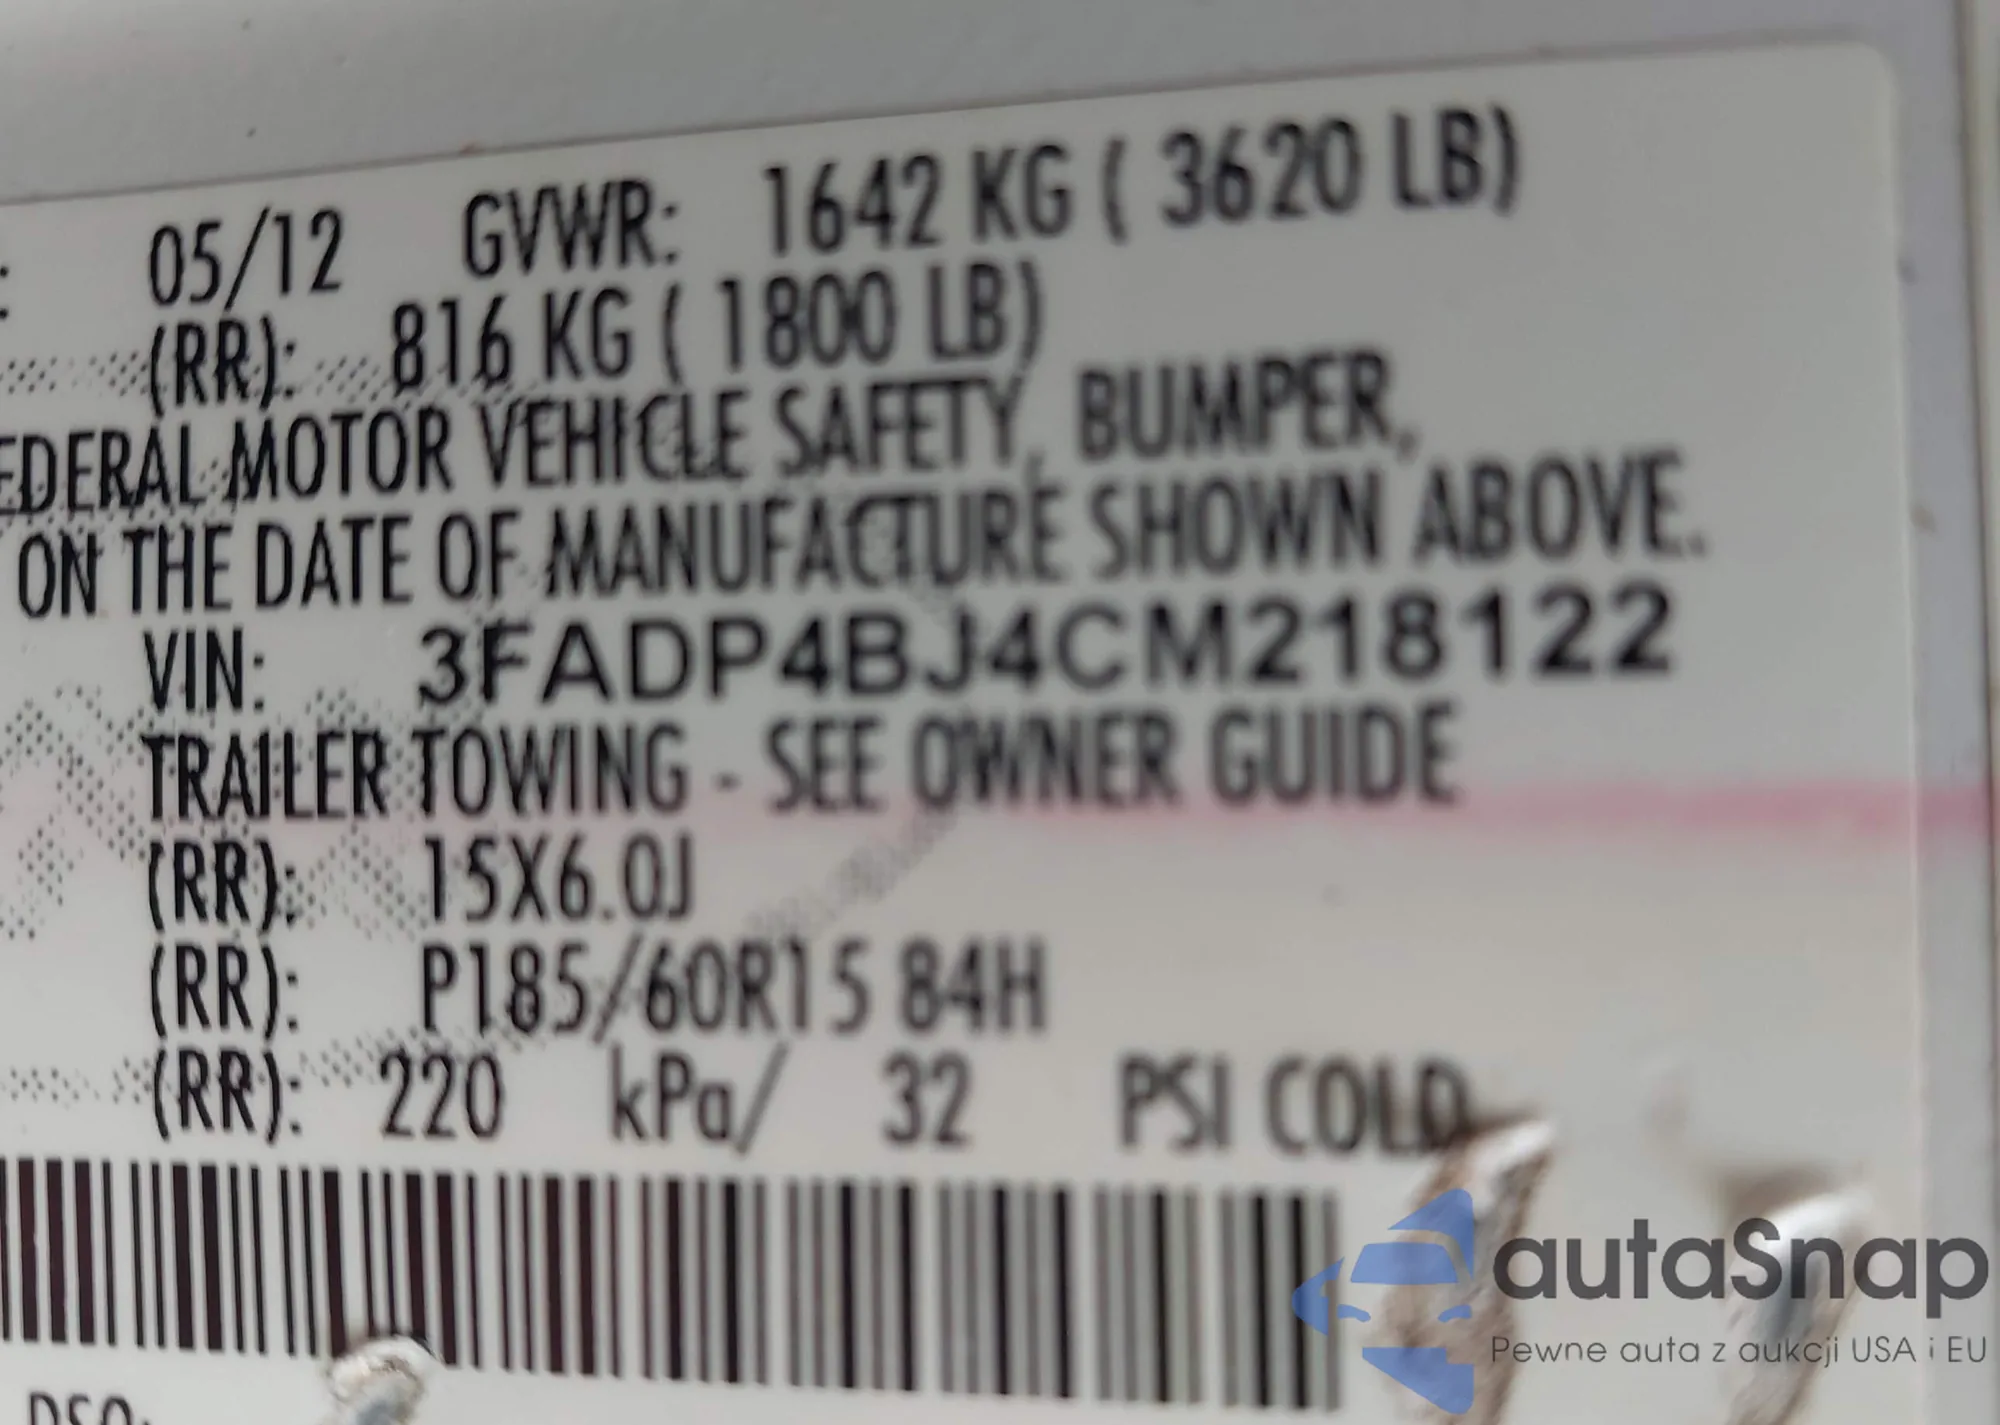 : 05/12 GVWR: 1642 KG ( 3620 LB)
(RR): 816 KG ( 1800 LB)
EDERAL MOTOR VEHICLE SAFETY, BUMPER,
ON THE DATE OF MANUFACTURE SHOWN ABOVE.
VIN: 3FADP4BJ4CM218122
TRAILER TOWING - SEE OWNER GUIDE
(RR): 15X6.0J
(RR): P185/60R15 84H
(RR): 220 kPa/ 32 PSI COLD
DSO:
autaSnap
Pewne auta z aukcji USA i EU